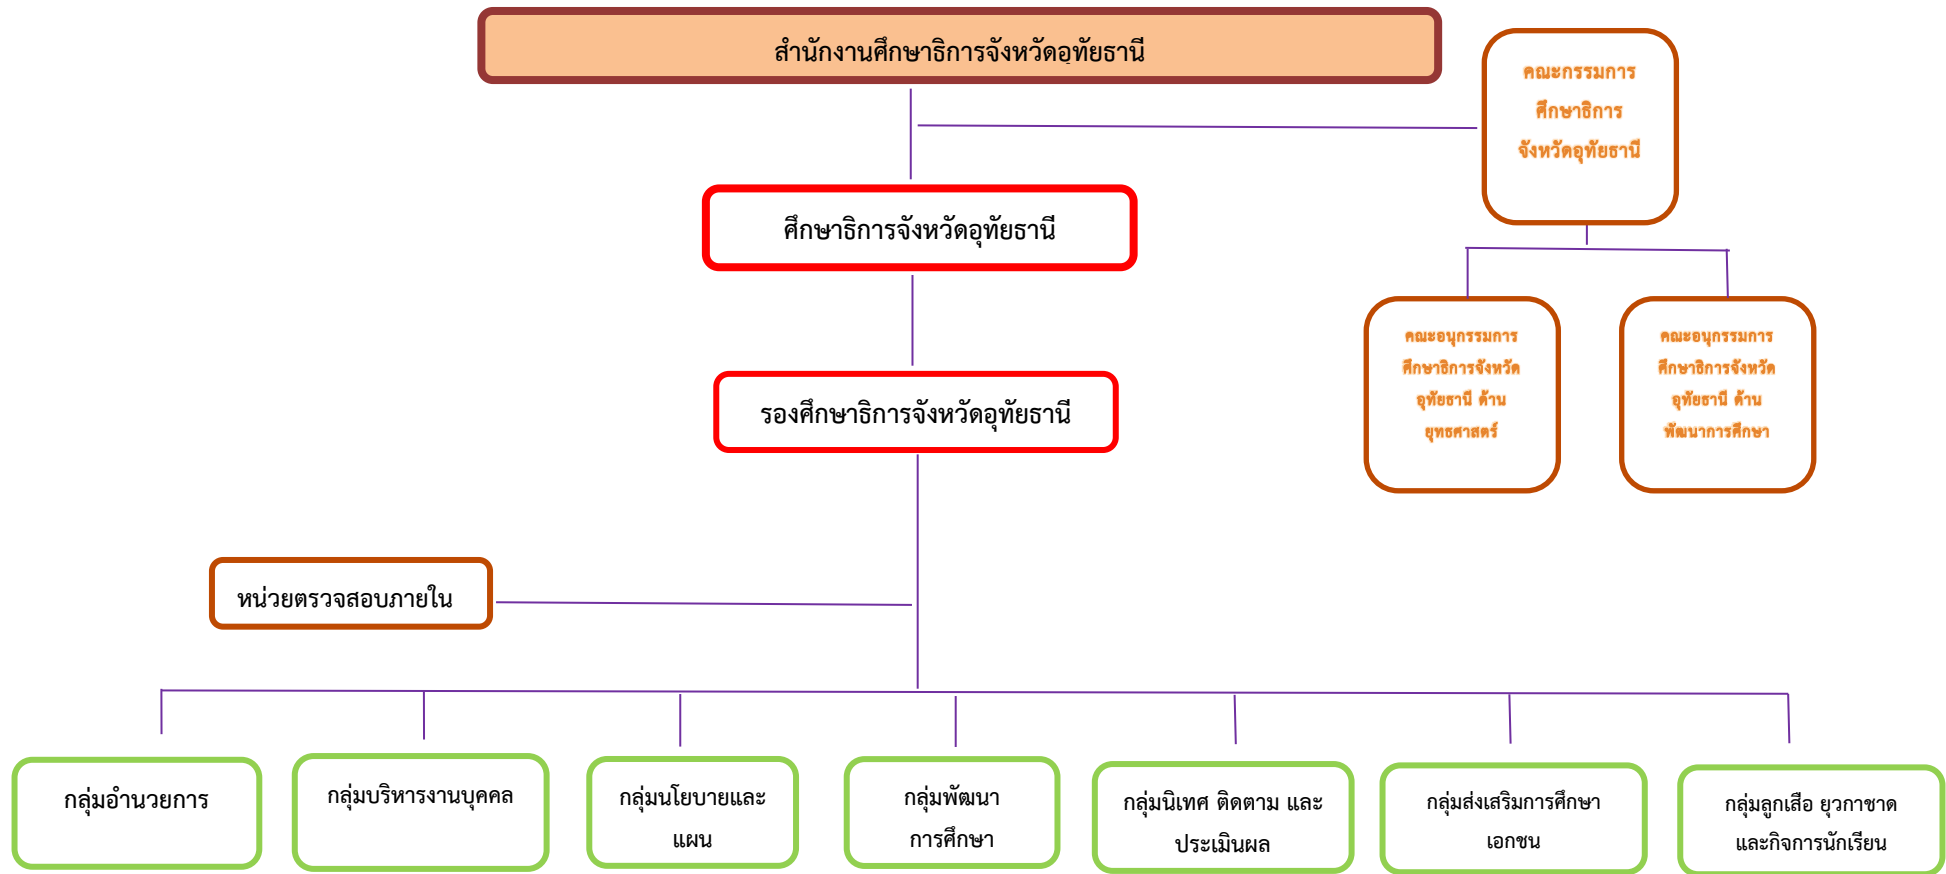 สำนักงานศึกษาธิการจังหวัดอุทัยธานี
คณะกรรมการ
ศึกษาธิการ
จังหวัดอุทัยธานี
ศึกษาธิการจังหวัดอุทัยธานี
รองศึกษาธิการจังหวัดอุทัยธานี
คณะอนุกรรมการ
ศึกษาธิการจังหวัด
อุทัยธานี ด้าน
ยุทธศาสตร์
คณะอนุกรรมการ
ศึกษาธิการจังหวัด
อุทัยธานี ด้าน
พัฒนาการศึกษา
หน่วยตรวจสอบภายใน
กลุ่มอำนวยการ
กลุ่มบริหารงานบุคคล
กลุ่มนโยบายและ
แผน
กลุ่มพัฒนา
การศึกษา
กลุ่มนิเทศ ติดตาม และ
ประเมินผล
กลุ่มส่งเสริมการศึกษา
เอกชน
กลุ่มลูกเสือ ยุวกาชาด
และกิจการนักเรียน